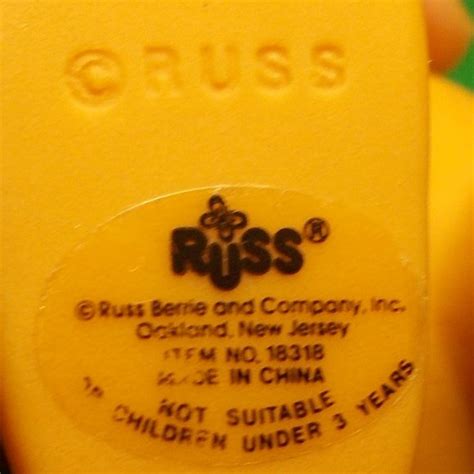 © RUSS
RUSS®
© Russ Berrie and Company, Inc.
Oakland, New Jersey
ITEM NO. 18318
MADE IN CHINA
NOT SUITABLE
CHILDREN UNDER 3 YEARS